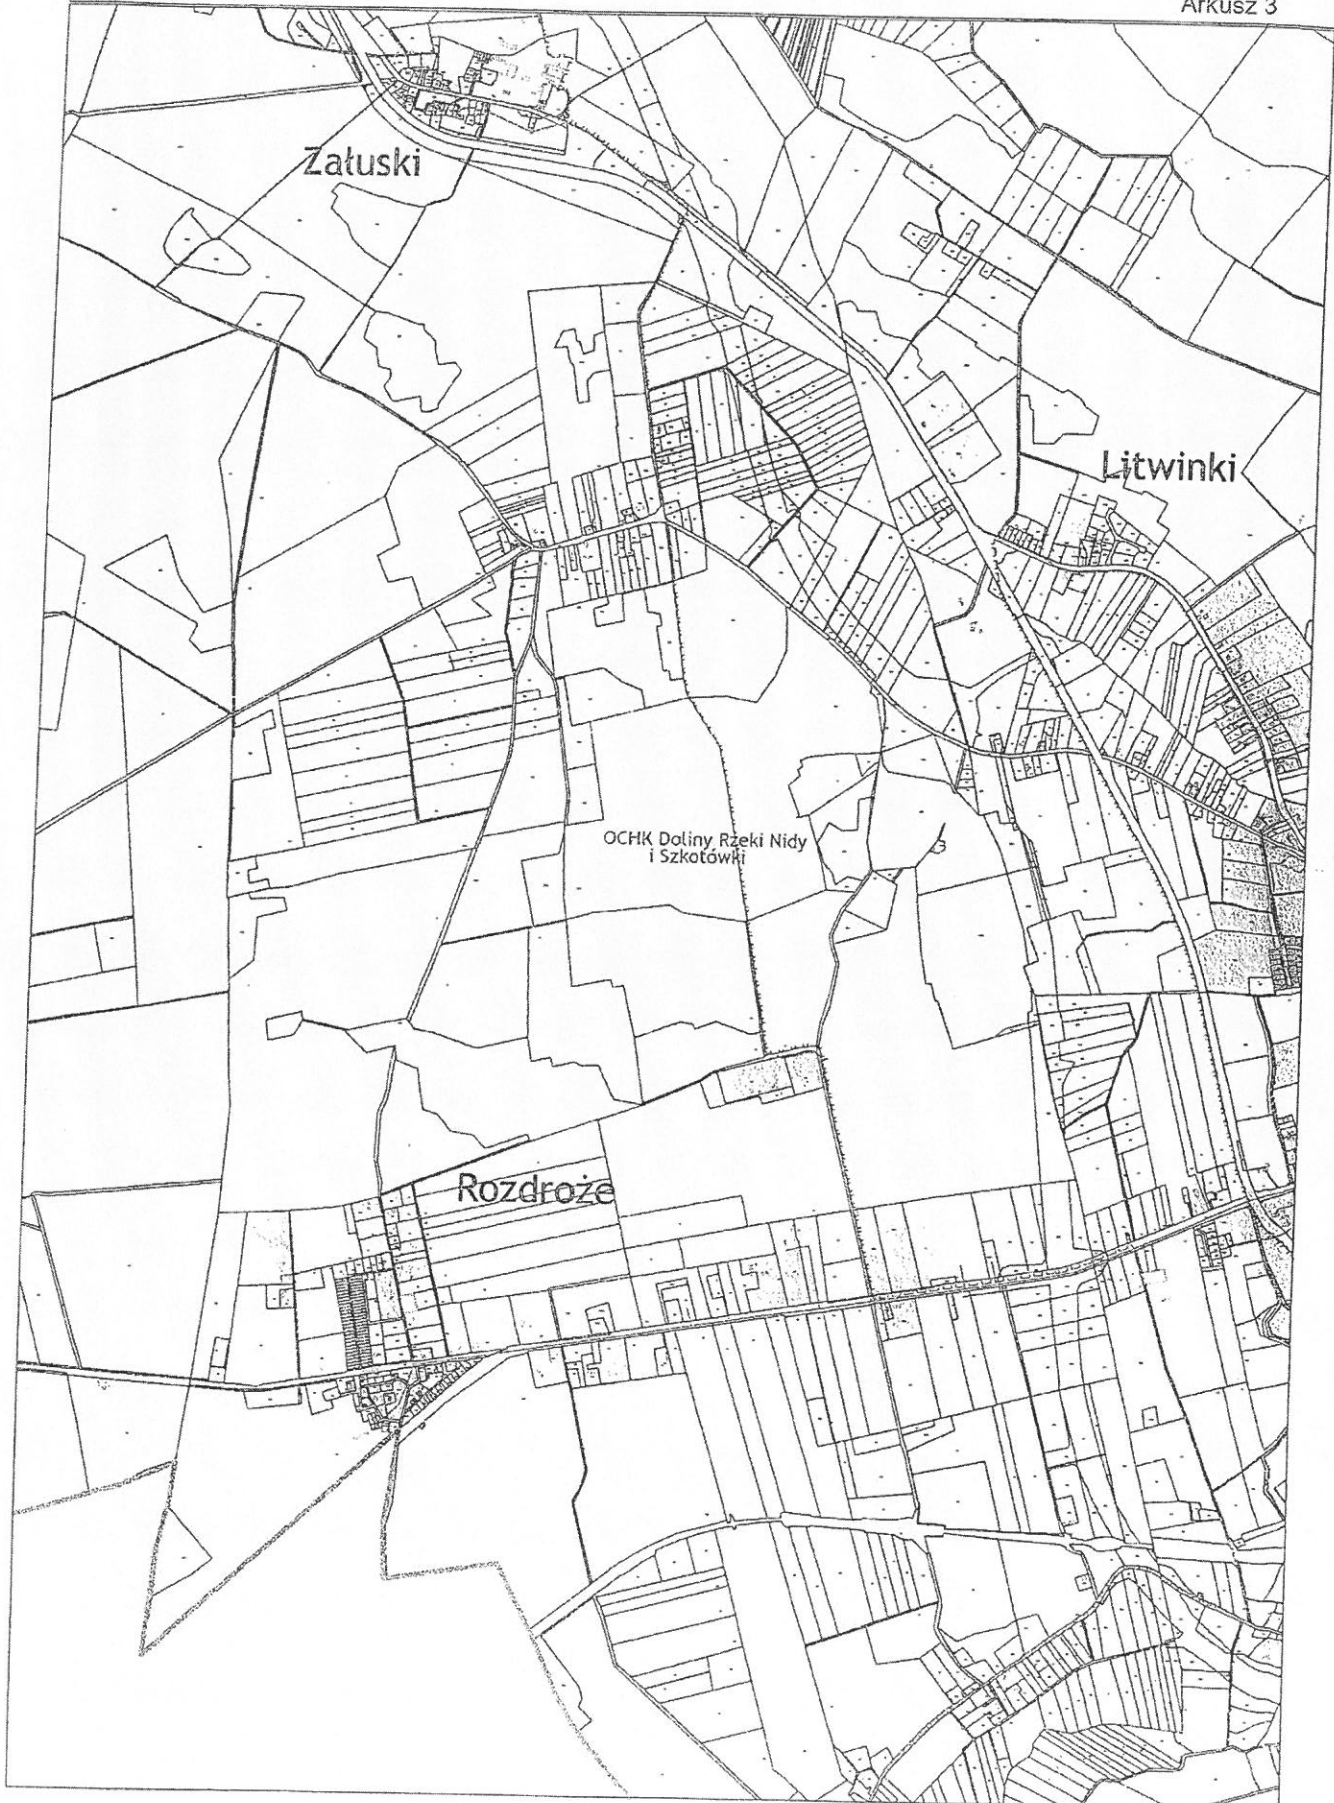 Arkusz 3
Załuski
Litwinki
OCHK Doliny Rzeki Nidy
i Szkotówki
Rozdroże